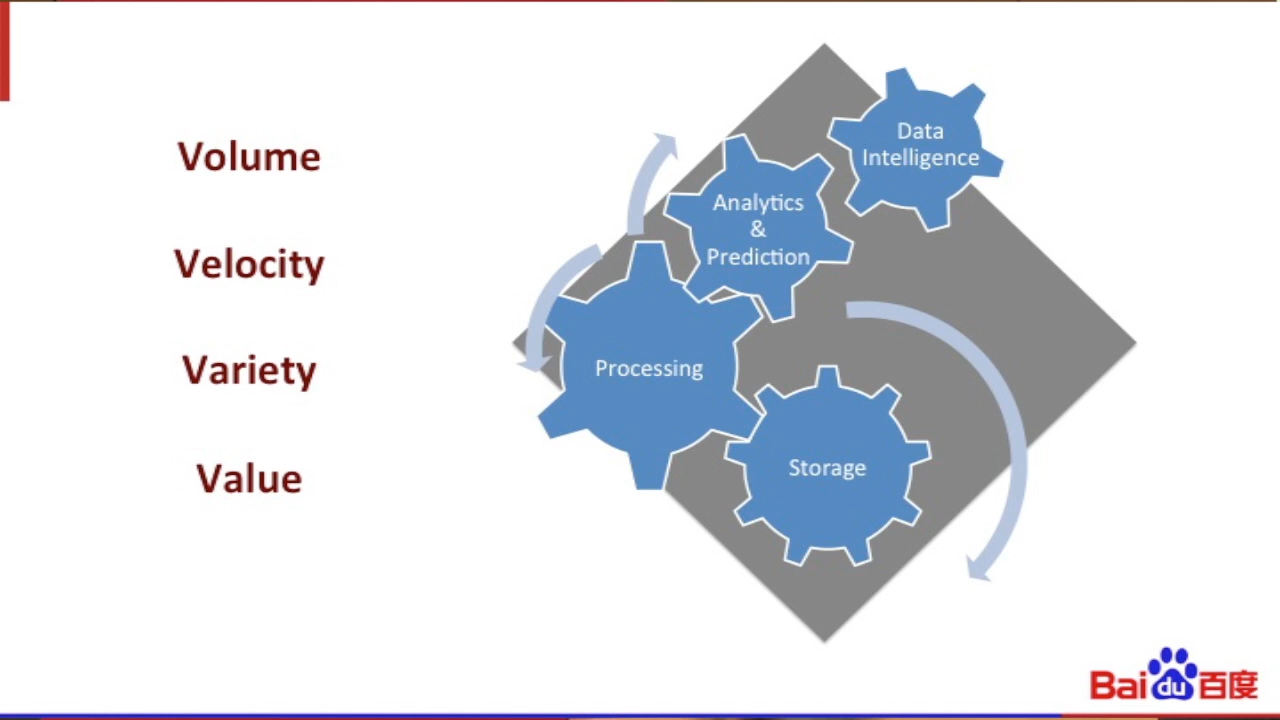 Volume
Velocity
Variety
Value
Data
Intelligence
Analytics
&
Prediction
Processing
Storage
Bai du 百度